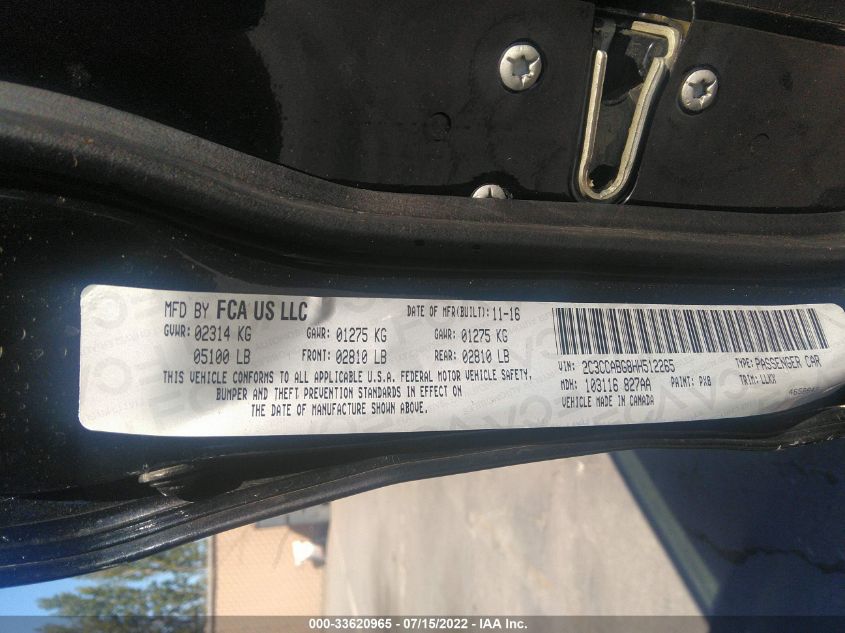 MFD BY FCA US LLC DATE OF MFR(BUILT): 11-16
GVWR: 02314 KG GAWR: 01275 KG GAWR: 01275 KG
05100 LB FRONT: 02810 LB REAR: 02810 LB
THIS VEHICLE CONFORMS TO ALL APPLICABLE U.S.A. FEDERAL MOTOR VEHICLE SAFETY,
BUMPER AND THEFT PREVENTION STANDARDS IN EFFECT ON
THE DATE OF MANUFACTURE SHOWN ABOVE.
VIN: 2C3CCABG8HH512265 TYPE: PASSENGER CAR
MDH: 103116 827AA PAINT: PX8 TRIM: LLX9
VEHICLE MADE IN CANADA
000-33620965 - 07/15/2022 - IAA Inc.